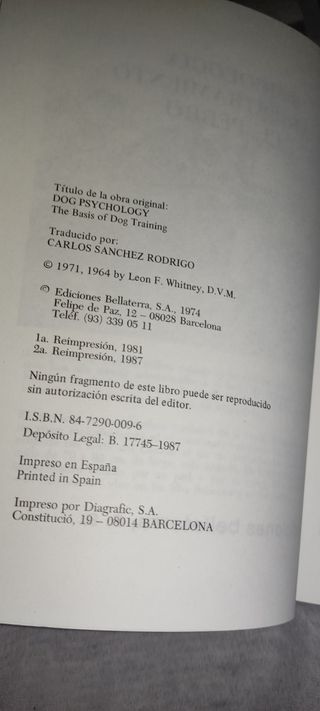 Título de la obra original:
DOG PSYCHOLOGY
The Basis of Dog Training
Traducido por:
CARLOS SANCHEZ RODRIGO
© 1971, 1964 by Leon F. Whitney, D.V.M.
© Ediciones Bellaterra, S.A., 1974
Felipe de Paz, 12 – 08028 Barcelona
Teléf. (93) 339 05 11
1a. Reimpresión, 1981
2a. Reimpresión, 1987
Ningún fragmento de este libro puede ser reproducido
sin autorización escrita del editor.
I.S.B.N. 84-7290-009-6
Depósito Legal: B. 17745–1987
Impreso en España
Printed in Spain
Impreso por Diagrafic, S.A.
Constitució, 19 – 08014 BARCELONA